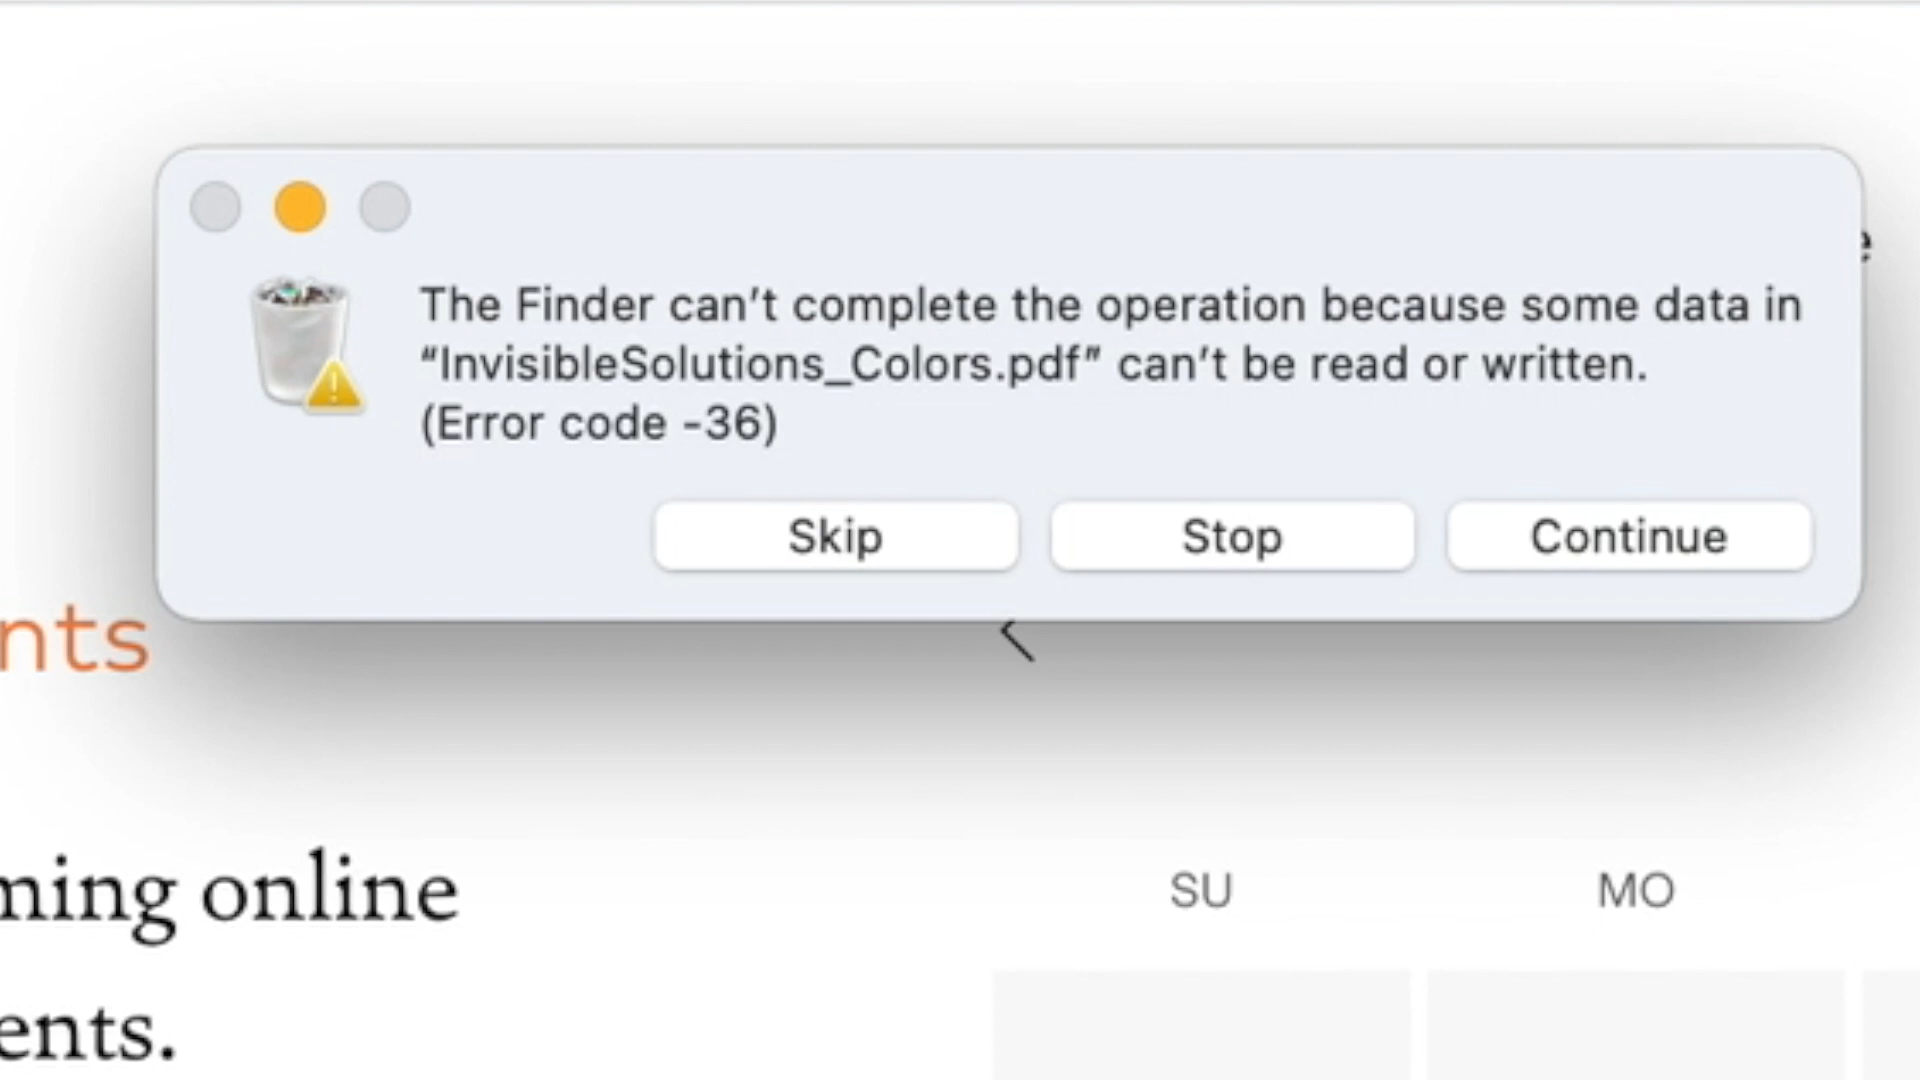 The Finder can't complete the operation because some data in
“InvisibleSolutions_Colors.pdf” can't be read or written.
(Error code -36)
Skip Stop Continue
nts
ming online
ents.
SU MO